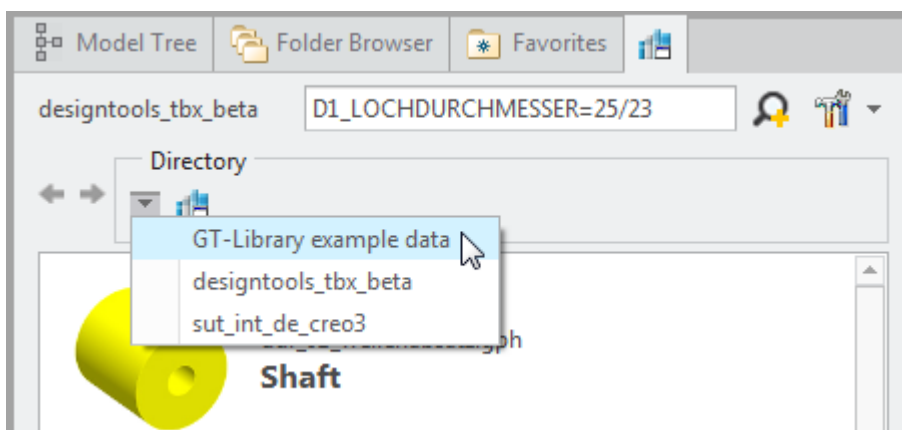 Model Tree Folder Browser Favorites
designtools_tbx_beta D1_LOCHDURCHMESSER=25/23
Directory
GT-Library example data
designtools_tbx_beta
sut_int_de_creo3
Shaft